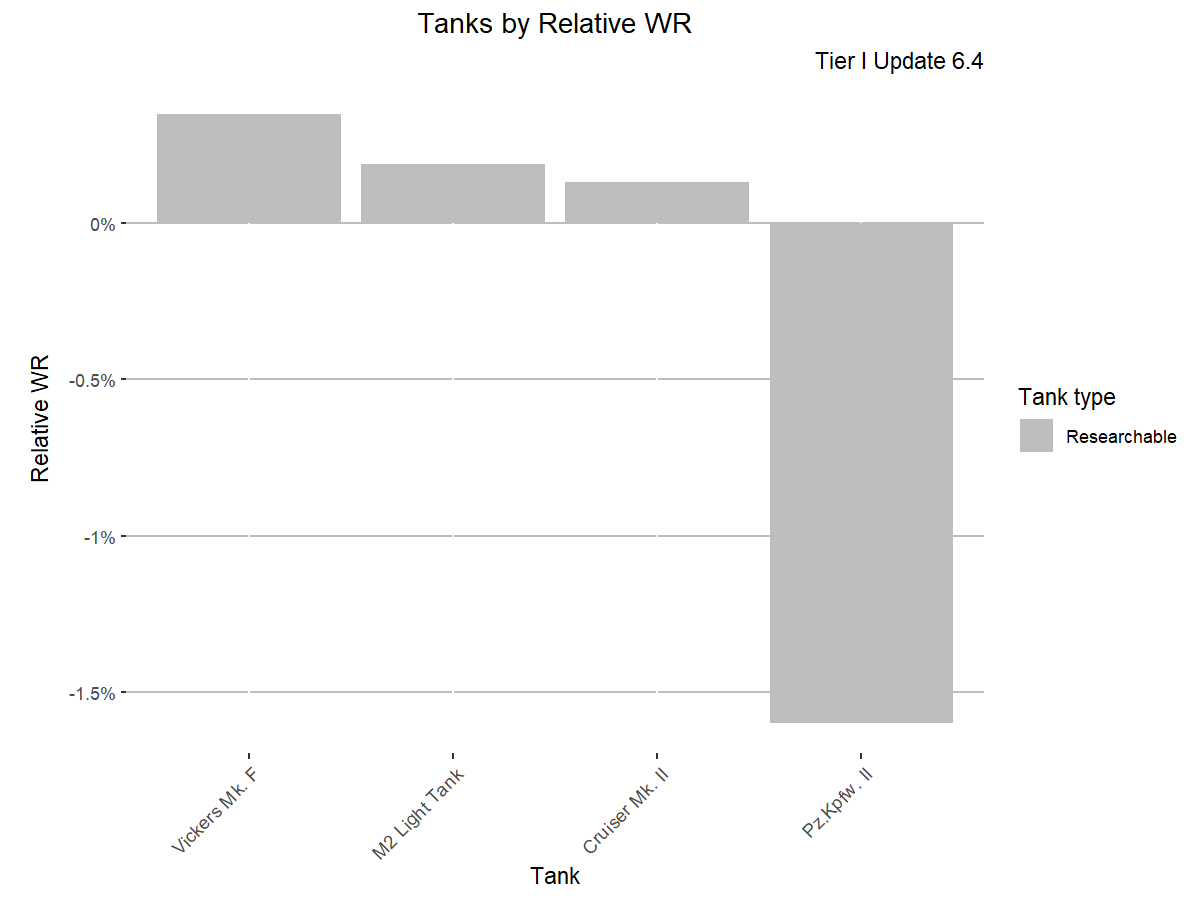 Tanks by Relative WR
Tier I Update 6.4
0%
-0.5%
-1%
-1.5%
Relative WR
Vickers Mk. F
M2 Light Tank
Cruiser Mk. II
Pz.Kpfw. II
Tank
Tank type
Researchable